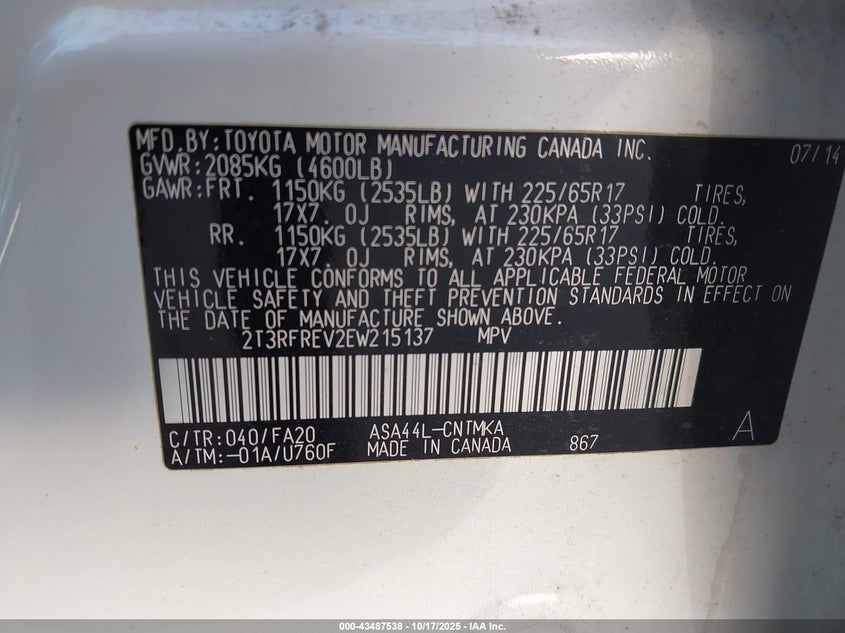 MFD.BY:TOYOTA MOTOR MANUFACTURING CANADA INC. 07/14
GVWR:2085KG (4600LB)
GAWR:FRT. 1150KG (2535LB) WITH 225/65R17 TIRES,
17X7. 0J RIMS, AT 230KPA (33PSI) COLD.
RR. 1150KG (2535LB) WITH 225/65R17 TIRES,
17X7. 0J RIMS, AT 230KPA (33PSI) COLD.
THIS VEHICLE CONFORMS TO ALL APPLICABLE FEDERAL MOTOR
VEHICLE SAFETY AND THEFT PREVENTION STANDARDS IN EFFECT ON
THE DATE OF MANUFACTURE SHOWN ABOVE.
2T3RFREV2EW215137 MPV
C/TR:040/FA20 ASA44L-CNTMKA
A/TM:-01A/U760F MADE IN CANADA 867 A
000-43487538 - 10/17/2025 - IAA Inc.